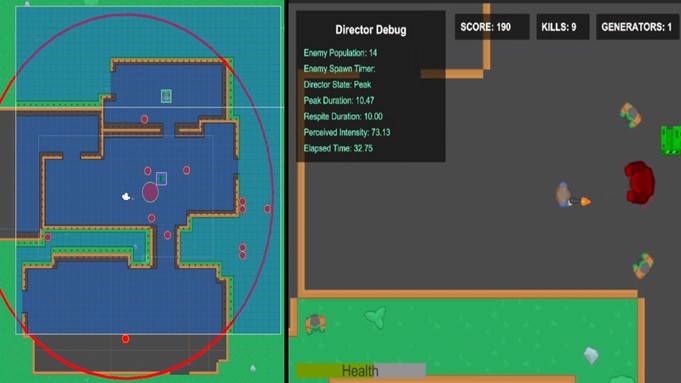 Director Debug
Enemy Population: 14
Enemy Spawn Timer:
Director State: Peak
Peak Duration: 10.47
Respite Duration: 10.00
Perceived Intensity: 73.13
Elapsed Time: 32.75
SCORE: 190
KILLS: 9
GENERATORS: 1
Health